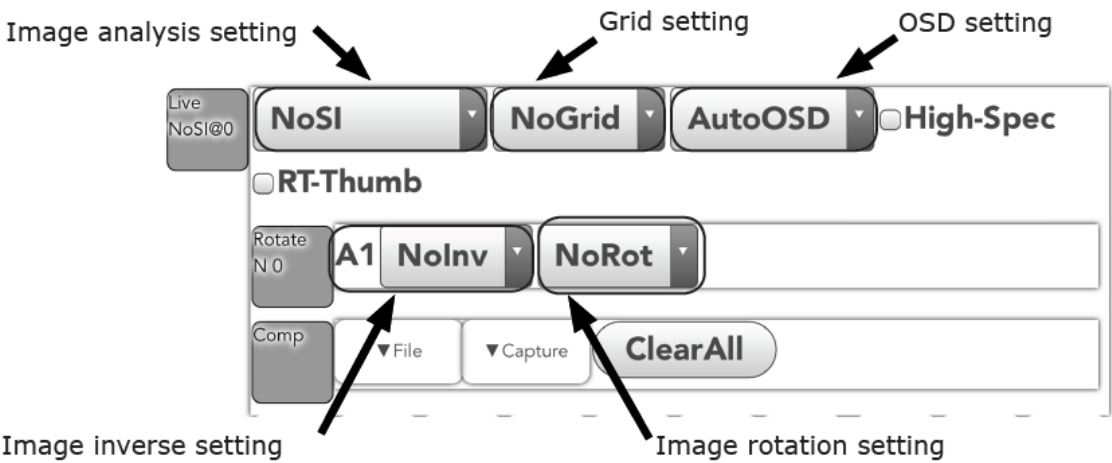 Image analysis setting
Grid setting
OSD setting
Live
NoSI@0
NoSI
NoGrid
AutoOSD
High-Spec
RT-Thumb
Rotate
N 0
A1
NoInv
NoRot
Comp
▼File
▼Capture
ClearAll
Image inverse setting
Image rotation setting